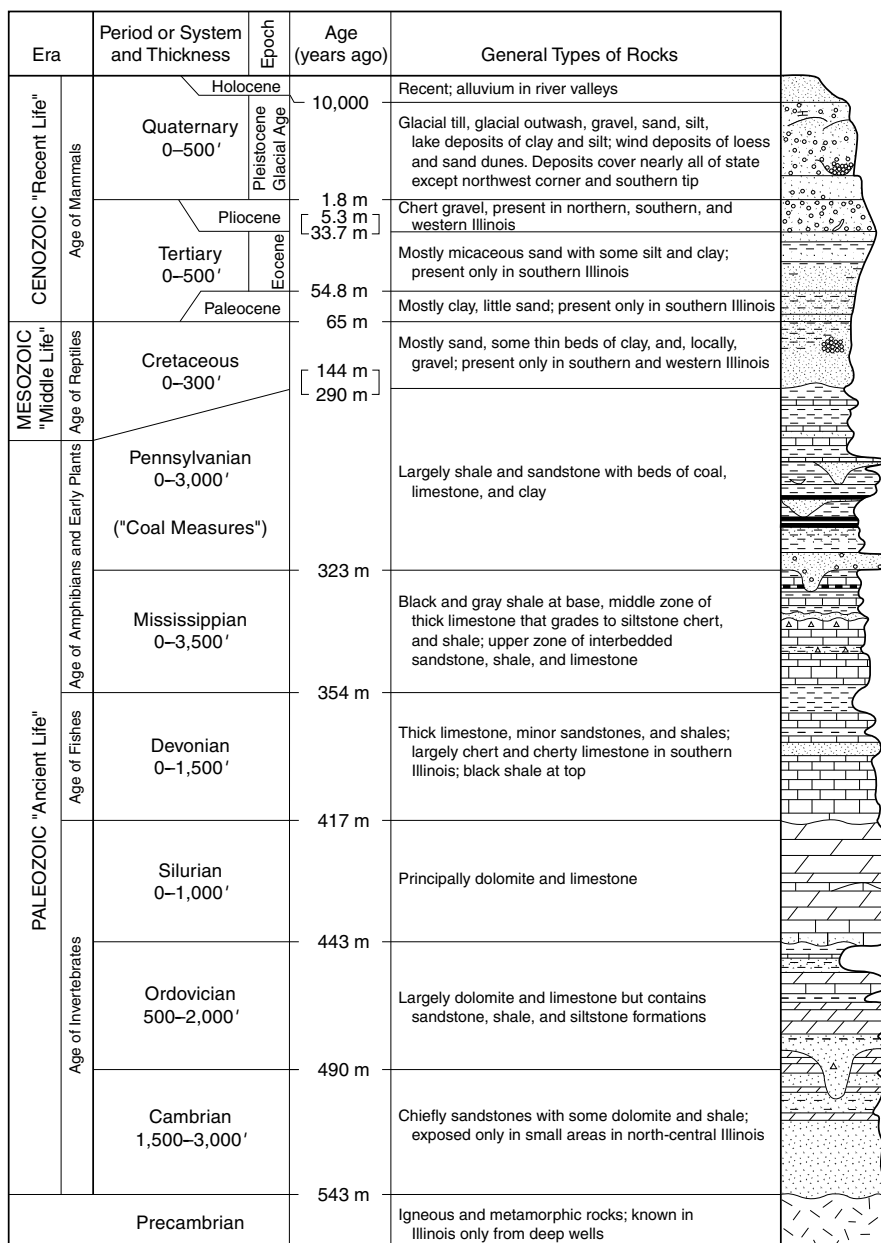 Era
Period or System
and Thickness
Epoch
Age
(years ago)
General Types of Rocks
CENOZOIC "Recent Life"
Age of Mammals
Holocene
Recent; alluvium in river valleys
10,000
Quaternary
0–500′
Pleistocene
Glacial Age
Glacial till, glacial outwash, gravel, sand, silt,
lake deposits of clay and silt; wind deposits of loess
and sand dunes. Deposits cover nearly all of state
except northwest corner and southern tip
1.8 m
Pliocene
5.3 m
33.7 m
Chert gravel, present in northern, southern, and
western Illinois
Tertiary
0–500′
Eocene
Mostly micaceous sand with some silt and clay;
present only in southern Illinois
54.8 m
Paleocene
Mostly clay, little sand; present only in southern Illinois
65 m
MESOZOIC
"Middle Life"
Age of Reptiles
Cretaceous
0–300′
144 m
290 m
Mostly sand, some thin beds of clay, and, locally,
gravel; present only in southern and western Illinois
PALEOZOIC "Ancient Life"
Age of Amphibians and Early Plants
Pennsylvanian
0–3,000′
("Coal Measures")
Largely shale and sandstone with beds of coal,
limestone, and clay
323 m
Mississippian
0–3,500′
Black and gray shale at base, middle zone of
thick limestone that grades to siltstone chert,
and shale; upper zone of interbedded
sandstone, shale, and limestone
354 m
Age of Fishes
Devonian
0–1,500′
Thick limestone, minor sandstones, and shales;
largely chert and cherty limestone in southern
Illinois; black shale at top
417 m
Age of Invertebrates
Silurian
0–1,000′
Principally dolomite and limestone
443 m
Ordovician
500–2,000′
Largely dolomite and limestone but contains
sandstone, shale, and siltstone formations
490 m
Cambrian
1,500–3,000′
Chiefly sandstones with some dolomite and shale;
exposed only in small areas in north-central Illinois
543 m
Precambrian
Igneous and metamorphic rocks; known in
Illinois only from deep wells